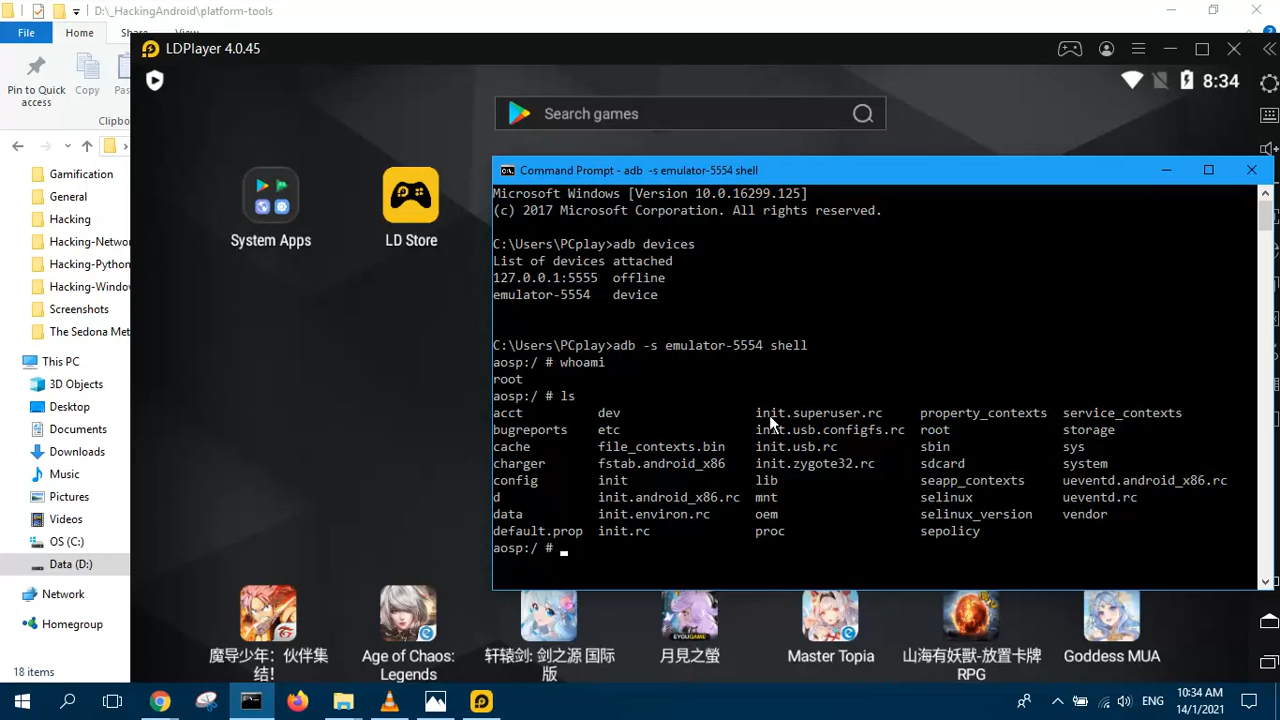 D:\_HackingAndroid\platform-tools
File
Home
Share
View
Pin to Quick
access
Copy
Pas
Clipbo
Gamification
General
Hacking
Hacking-Netwo
Hacking-Python
Hacking-Windo
Screenshots
The Sedona Met
This PC
3D Objects
Desktop
Downloads
Music
Pictures
Videos
OS (C:)
Data (D:)
Network
Homegroup
18 items
LDPlayer 4.0.45
8:34
Search games
System Apps
LD Store
Command Prompt - adb  -s emulator-5554 shell
Microsoft Windows [Version 10.0.16299.125]
(c) 2017 Microsoft Corporation. All rights reserved.
C:\Users\PCplay>adb devices
List of devices attached
127.0.0.1:5555  offline
emulator-5554   device
C:\Users\PCplay>adb -s emulator-5554 shell
aosp:/ # whoami
root
aosp:/ # ls
acct dev init.superuser.rc property_contexts service_contexts
bugreports etc init.usb.configfs.rc root storage
cache file_contexts.bin init.usb.rc sbin sys
charger fstab.android_x86 init.zygote32.rc sdcard system
config init lib seapp_contexts ueventd.android_x86.rc
d init.android_x86.rc mnt selinux ueventd.rc
data init.environ.rc oem selinux_version vendor
default.prop init.rc proc sepolicy
aosp:/ #
魔导少年：伙伴集
结！
Age of Chaos:
Legends
轩辕剑: 剑之源 国际
版
月見之螢
Master Topia
山海有妖獸-放置卡牌
RPG
Goddess MUA
ENG
10:34 AM
14/1/2021